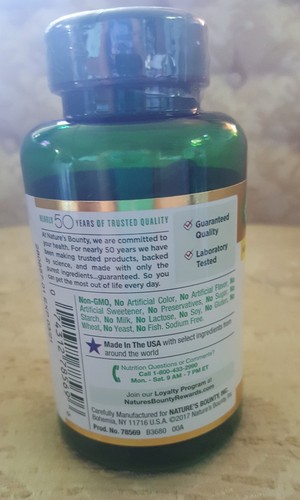 NEARLY 50 YEARS OF TRUSTED QUALITY
At Nature's Bounty, we are committed to
your health. For nearly 50 years we have
been making trusted products, backed
by science, and made with only the
purest ingredients...guaranteed. So you
can get the most out of life every day.
Guaranteed
Quality
Laboratory
Tested
Non-GMO, No Artificial Color, No Artificial
Artificial Sweetener, No Preservatives, No Sugar, No
Starch, No Milk, No Lactose, No Soy, No Gluten, No
Wheat, No Yeast, No Fish. Sodium Free.
Made In The USA with select ingredients from
around the world
Nutrition Questions or Comments?
Call 1-800-433-2990
Mon. - Sat. 9 AM - 7 PM ET
Join our Loyalty Program at
NaturesBountyRewards.com
Carefully Manufactured for NATURE'S BOUNTY, INC.
Bohemia, NY 11716 U.S.A. ©2017 Nature's Bounty, Inc.
Prod. No. 78569 B3680 00A